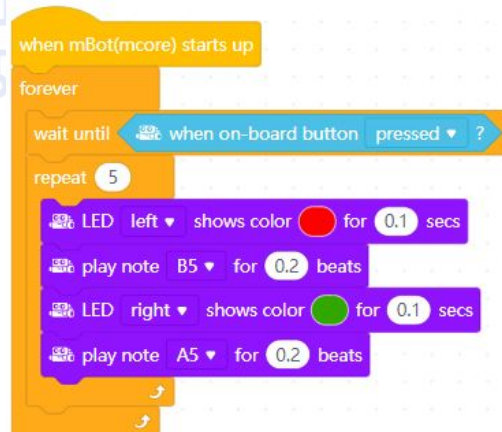 when mBot(mcore) starts up
forever
wait until when on-board button pressed ?
repeat 5
LED left shows color for 0.1 secs
play note B5 for 0.2 beats
LED right shows color for 0.1 secs
play note A5 for 0.2 beats